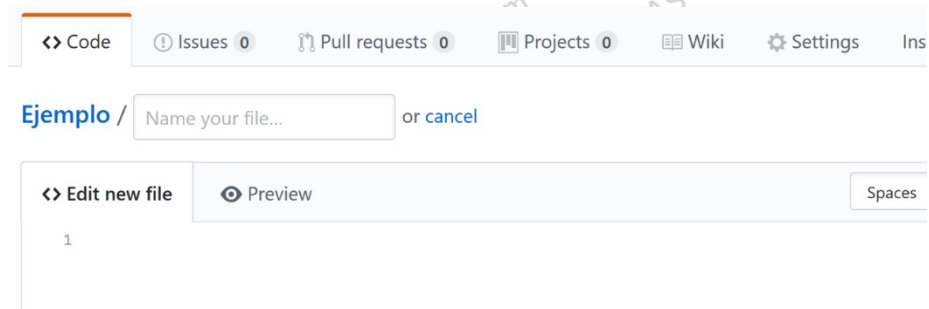 <> Code Issues 0 Pull requests 0 Projects 0 Wiki Settings Ins
Ejemplo / Name your file... or cancel
<> Edit new file Preview Spaces
1